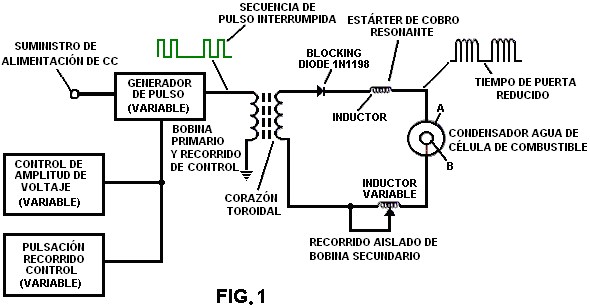 SECUENCIA DE
PULSO INTERRUMPIDA
ESTÁRTER DE COBRO
RESONANTE
SUMINISTRO DE
ALIMENTACIÓN DE CC
BLOCKING
DIODE 1N1198
GENERADOR
DE PULSO
(VARIABLE)
TIEMPO DE PUERTA
REDUCIDO
INDUCTOR
A
BOBINA
PRIMARIO
Y RECORRIDO
DE CONTROL
CONDENSADOR AGUA DE
CÉLULA DE COMBUSTIBLE
B
CONTROL DE
AMPLITUD DE
VOLTAJE
(VARIABLE)
CORAZÓN
TOROIDAL
INDUCTOR
VARIABLE
PULSACIÓN
RECORRIDO
CONTROL
(VARIABLE)
RECORRIDO AISLADO DE
BOBINA SECUNDARIO
FIG. 1